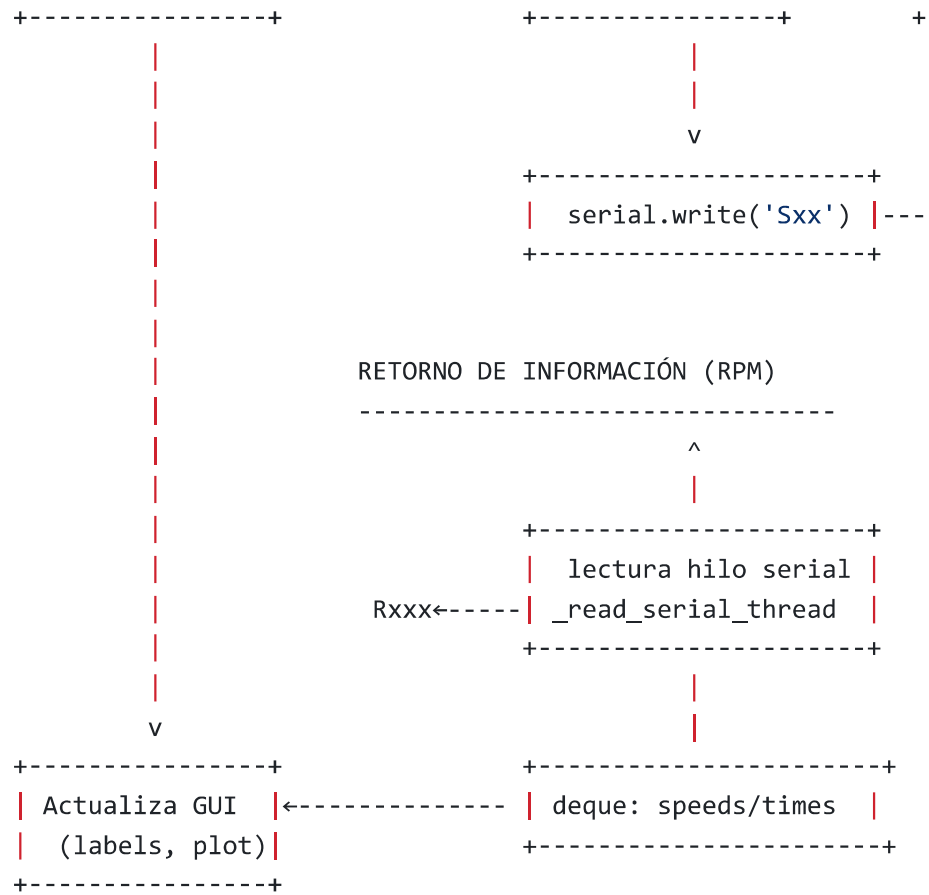 serial.write('Sxx')
RETORNO DE INFORMACIÓN (RPM)
lectura hilo serial
Rxxx← _read_serial_thread
Actualiza GUI ← deque: speeds/times
(labels, plot)